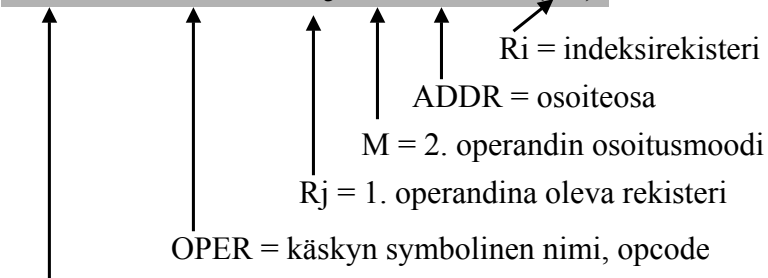 Ri = indeksirekisteri
ADDR = osoiteosa
M = 2. operandin osoitusmoodi
Rj = 1. operandina oleva rekisteri
OPER = käskyn symbolinen nimi, opcode